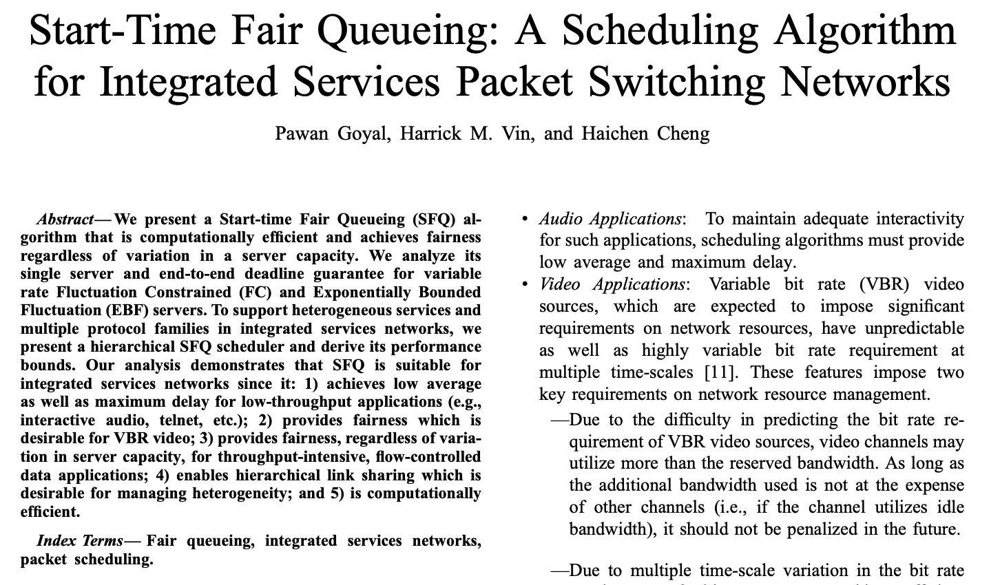 Start-Time Fair Queueing: A Scheduling Algorithm
for Integrated Services Packet Switching Networks
Pawan Goyal, Harrick M. Vin, and Haichen Cheng
Abstract—We present a Start-time Fair Queueing (SFQ) al-
gorithm that is computationally efficient and achieves fairness
regardless of variation in a server capacity. We analyze its
single server and end-to-end deadline guarantee for variable
rate Fluctuation Constrained (FC) and Exponentially Bounded
Fluctuation (EBF) servers. To support heterogeneous services and
multiple protocol families in integrated services networks, we
present a hierarchical SFQ scheduler and derive its performance
bounds. Our analysis demonstrates that SFQ is suitable for
integrated services networks since it: 1) achieves low average
as well as maximum delay for low-throughput applications (e.g.,
interactive audio, telnet, etc.); 2) provides fairness which is
desirable for VBR video; 3) provides fairness, regardless of varia-
tion in server capacity, for throughput-intensive, flow-controlled
data applications; 4) enables hierarchical link sharing which is
desirable for managing heterogeneity; and 5) is computationally
efficient.
Index Terms— Fair queueing, integrated services networks,
packet scheduling.
• Audio Applications: To maintain adequate interactivity
for such applications, scheduling algorithms must provide
low average and maximum delay.
• Video Applications: Variable bit rate (VBR) video
sources, which are expected to impose significant
requirements on network resources, have unpredictable
as well as highly variable bit rate requirement at
multiple time-scales [11]. These features impose two
key requirements on network resource management.
—Due to the difficulty in predicting the bit rate re-
quirement of VBR video sources, video channels may
utilize more than the reserved bandwidth. As long as
the additional bandwidth used is not at the expense
of other channels (i.e., if the channel utilizes idle
bandwidth), it should not be penalized in the future.
—Due to multiple time-scale variation in the bit rate